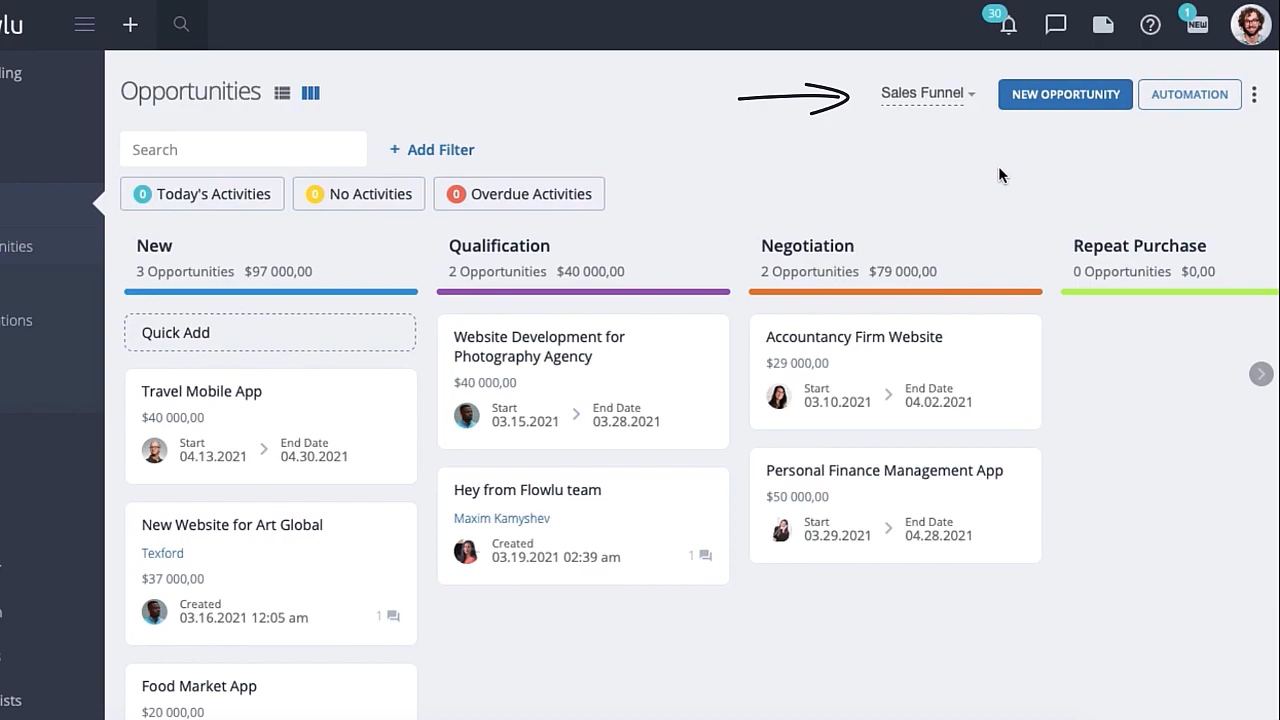 wlu
30
1
NEW
ling
Opportunities
Sales Funnel
NEW OPPORTUNITY
AUTOMATION
Search
+ Add Filter
0 Today's Activities
0 No Activities
0 Overdue Activities
nities
ations
ists
New
3 Opportunities $97 000,00
Quick Add
Travel Mobile App
$40 000,00
Start
04.13.2021
End Date
04.30.2021
New Website for Art Global
Texford
$37 000,00
Created
03.16.2021 12:05 am
1
Food Market App
$20 000,00
Qualification
2 Opportunities $40 000,00
Website Development for
Photography Agency
$40 000,00
Start
03.15.2021
End Date
03.28.2021
Hey from Flowlu team
Maxim Kamyshev
Created
03.19.2021 02:39 am
1
Negotiation
2 Opportunities $79 000,00
Accountancy Firm Website
$29 000,00
Start
03.10.2021
End Date
04.02.2021
Personal Finance Management App
$50 000,00
Start
03.29.2021
End Date
04.28.2021
Repeat Purchase
0 Opportunities $0,00